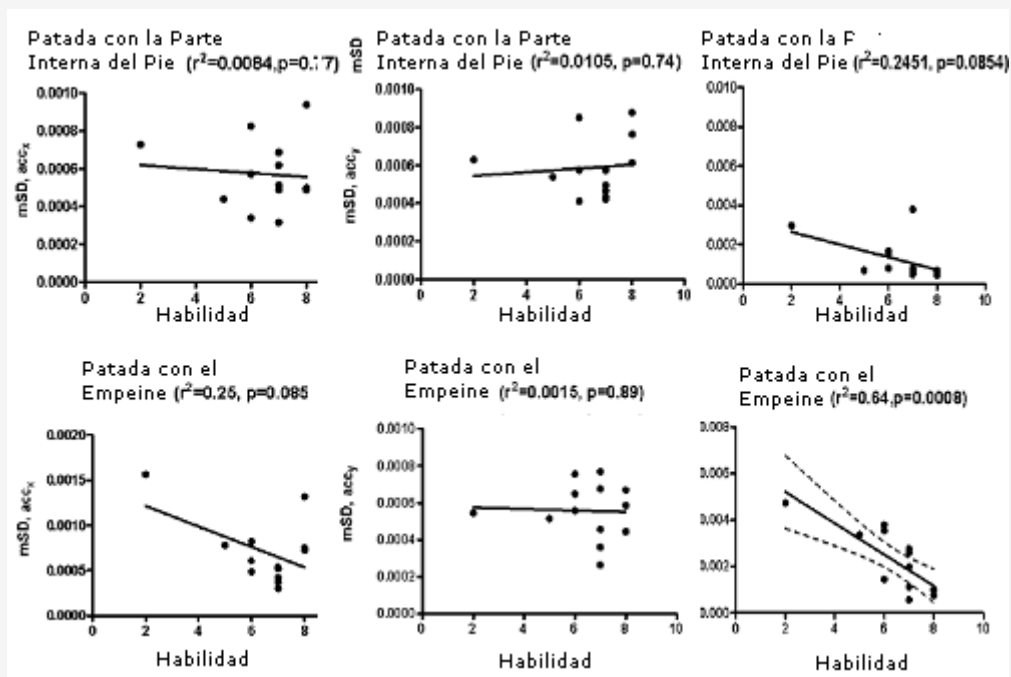 Patada con la Parte
Interna del Pie (r²=0.0084,p=
mSD, accₓ
0.0010
0.0008
0.0006
0.0004
0.0002
0.0000
0 2 4 6 8
Habilidad
mSD
Patada con la Parte
Interna del Pie (r²=0.0105, p=0.74)
mSD, accᵧ
0.0010
0.0008
0.0006
0.0004
0.0002
0.0000
0 2 4 6 8 10
Habilidad
Patada con la P
Interna del Pie (r²=0.2451, p=0.0854)
0.010
0.008
0.006
0.004
0.002
0.000
0 2 4 6 8 10
Habilidad
Patada con el
Empeine (r²=0.25, p=0.085
mSD, accₓ
0.0020
0.0015
0.0010
0.0005
0.0000
0 2 4 6 8
Habilidad
Patada con el
Empeine (r²=0.0015, p=0.89)
mSD, accᵧ
0.0010
0.0008
0.0006
0.0004
0.0002
0.0000
0 2 4 6 8 10
Habilidad
Patada con el
Empeine (r²=0.64,p=0.0008)
0.008
0.006
0.004
0.002
0.000
0 2 4 6 8 10
Habilidad